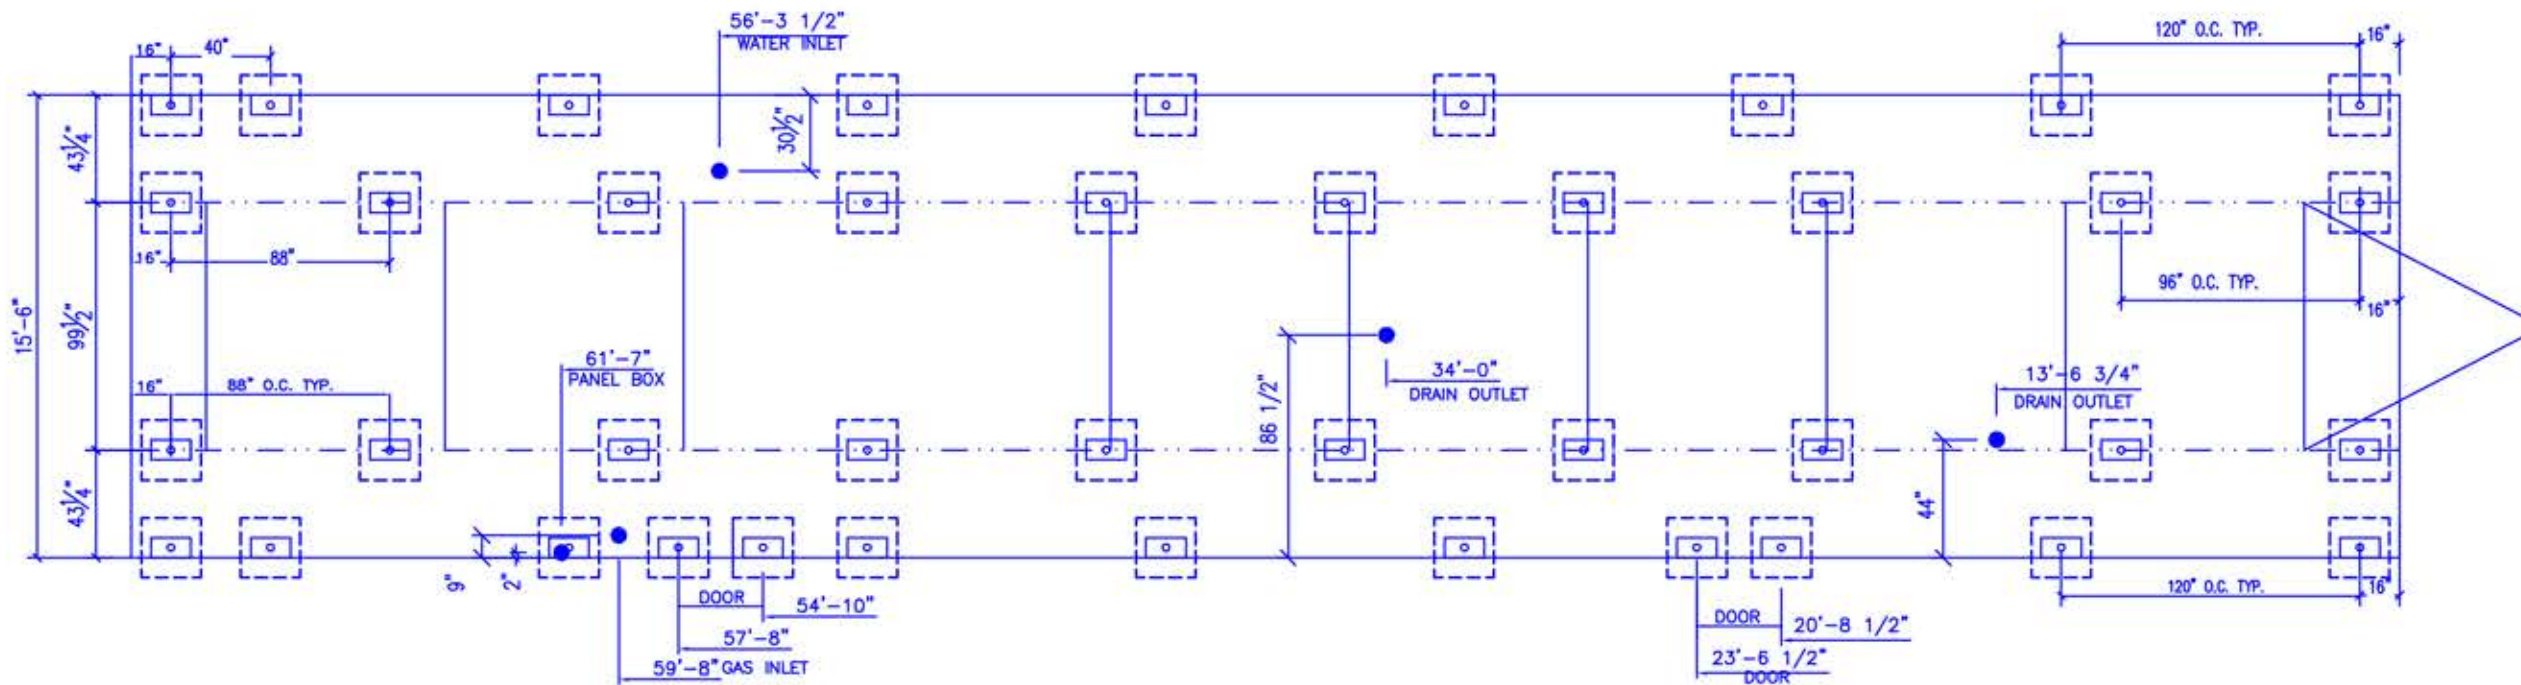 56'-3 1/2"
WATER INLET
16"
40"
120" O.C. TYP.
16"
43 1/4"
30 1/2"
16"
88"
96" O.C. TYP.
16"
15'-6"
99 1/2"
61'-7"
PANEL BOX
34'-0"
DRAIN OUTLET
13'-6 3/4"
DRAIN OUTLET
16"
88" O.C. TYP.
86 1/2"
43 1/4"
44"
9"
2"
DOOR
54'-10"
57'-8"
59'-8" GAS INLET
120" O.C. TYP.
16"
DOOR
20'-8 1/2"
23'-6 1/2"
DOOR